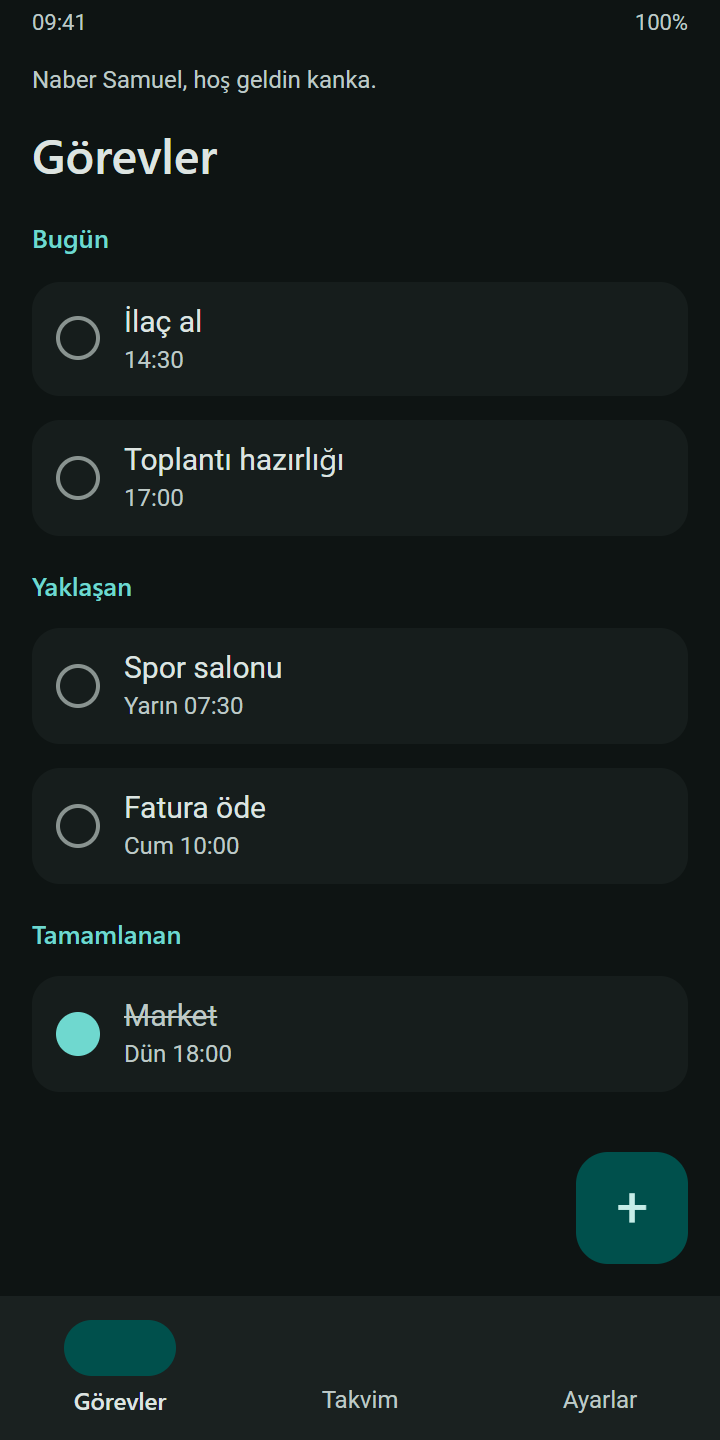 09:41 100%
Naber Samuel, hoş geldin kanka.
Görevler
Bugün
İlaç al
14:30
Toplantı hazırlığı
17:00
Yaklaşan
Spor salonu
Yarın 07:30
Fatura öde
Cum 10:00
Tamamlanan
Market
Dün 18:00
+
Görevler Takvim Ayarlar